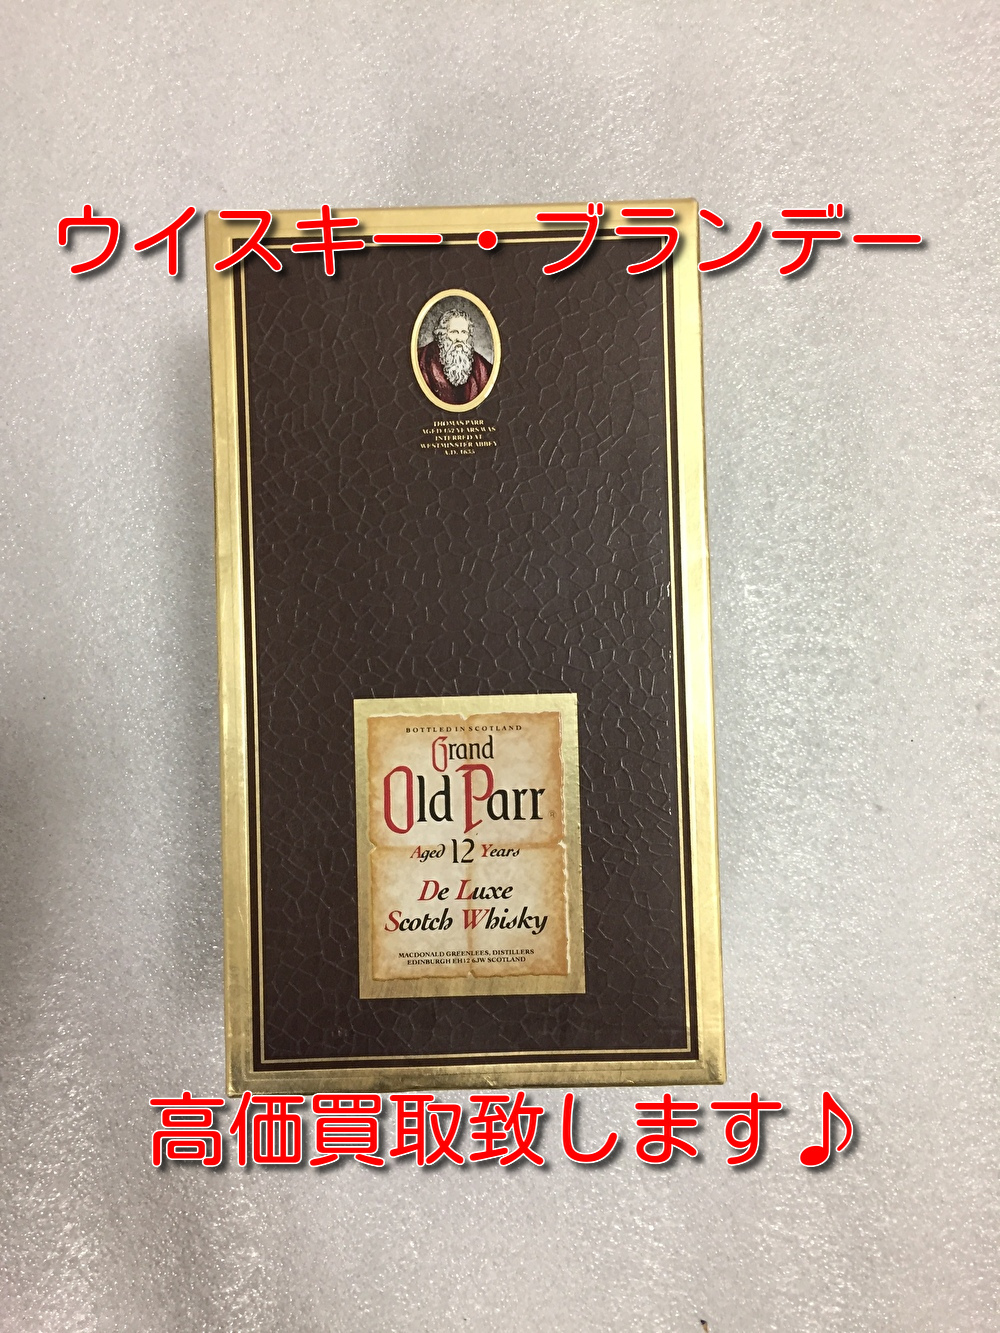 ウイスキー・ブランデー
THOMAS PARR
AGED 152 YEARS WAS
INTERRED AT
WESTMINSTER ABBEY
A.D. 1635
BOTTLED IN SCOTLAND
Grand
Old Parr ®
Aged 12 Years
De Luxe
Scotch Whisky
MACDONALD GREENLEES, DISTILLERS
EDINBURGH EH12 6JW SCOTLAND
高価買取致します♪